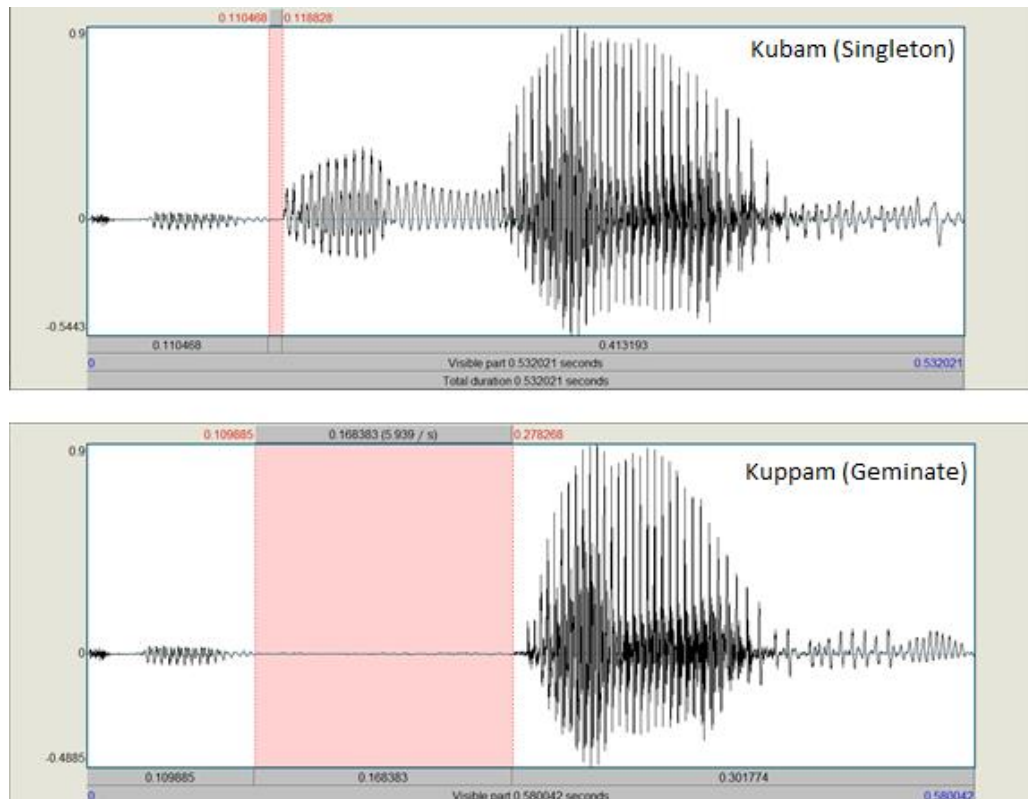 0.110468 0.118828
0.9
Kubam (Singleton)
0
-0.5443
0.110468 0.413193
0 Visible part 0.532021 seconds 0.532021
Total duration 0.532021 seconds
0.109885 0.168383 (5.939 / s) 0.278268
0.9
Kuppam (Geminate)
0
-0.4885
0.109885 0.168383 0.301774
0 Visible part 0.580042 seconds 0.580042